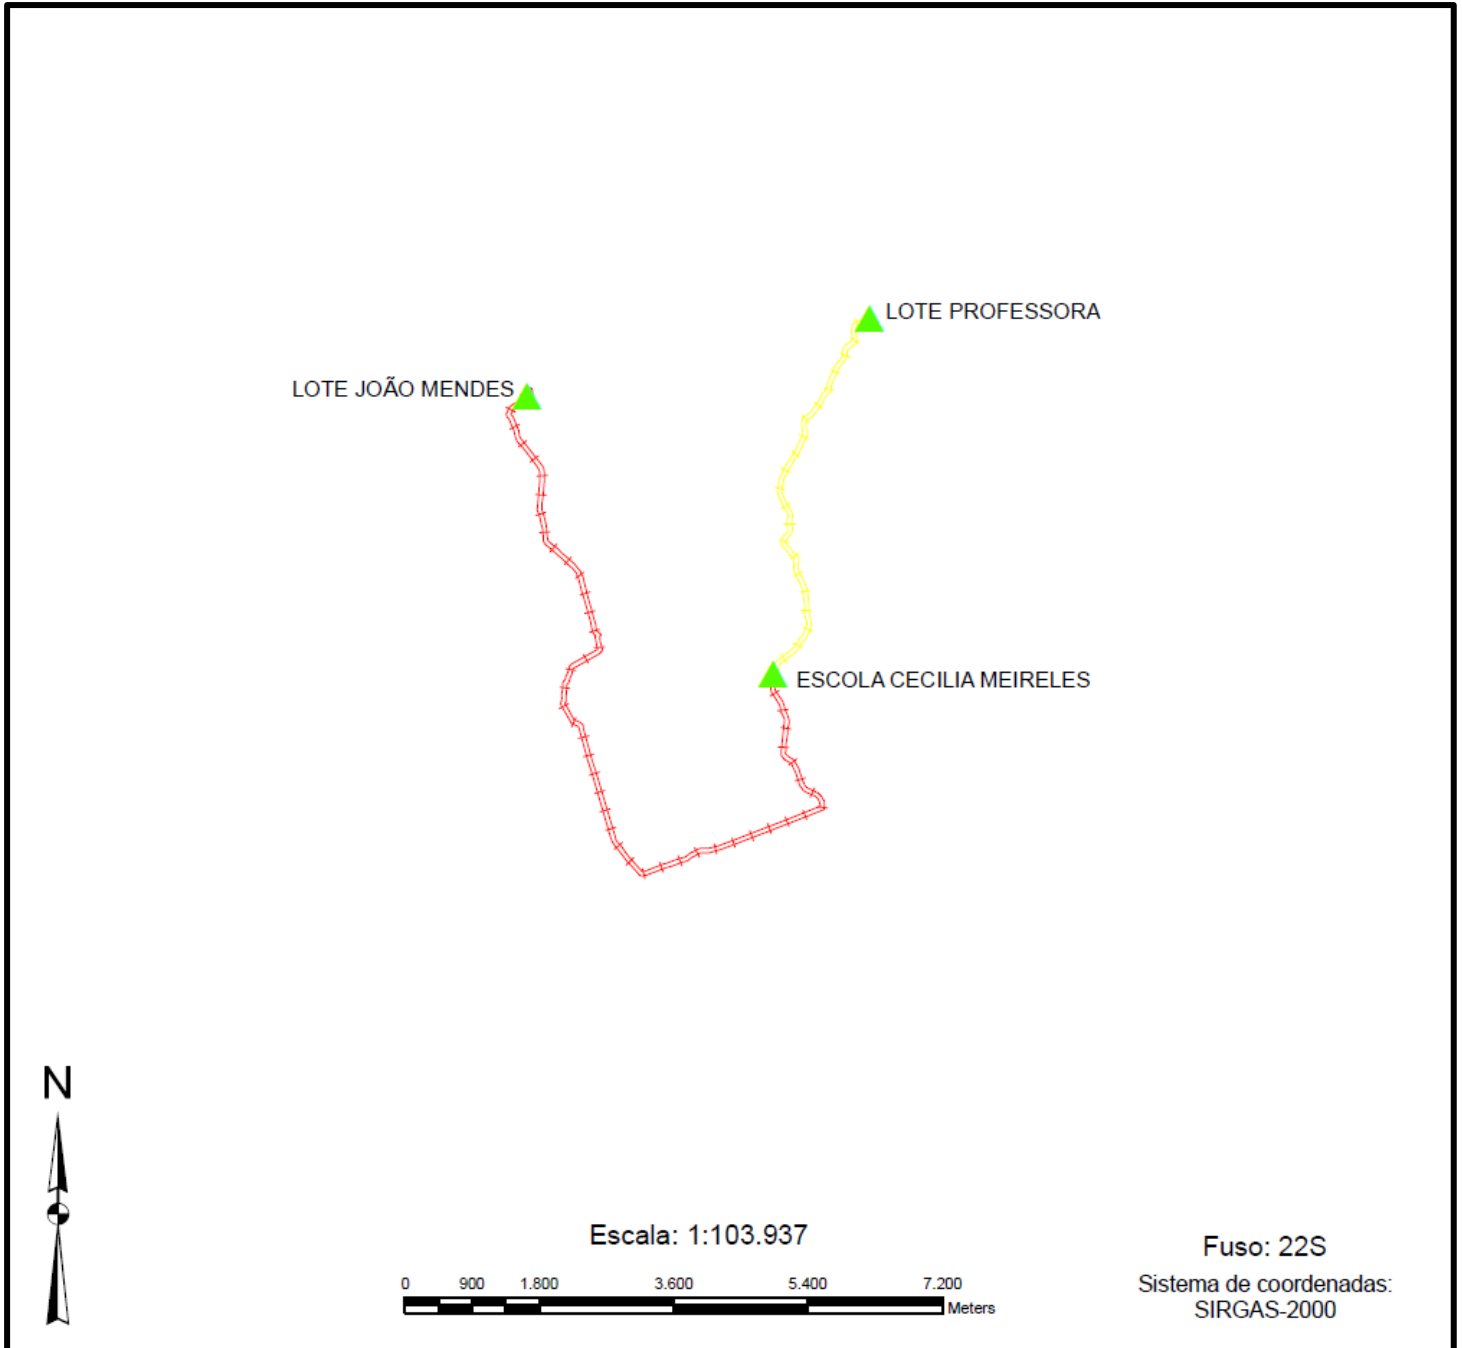 LOTE PROFESSORA
LOTE JOÃO MENDES
ESCOLA CECILIA MEIRELES
N
Escala: 1:103.937
0 900 1.800 3.600 5.400 7.200
Meters
Fuso: 22S
Sistema de coordenadas:
SIRGAS-2000